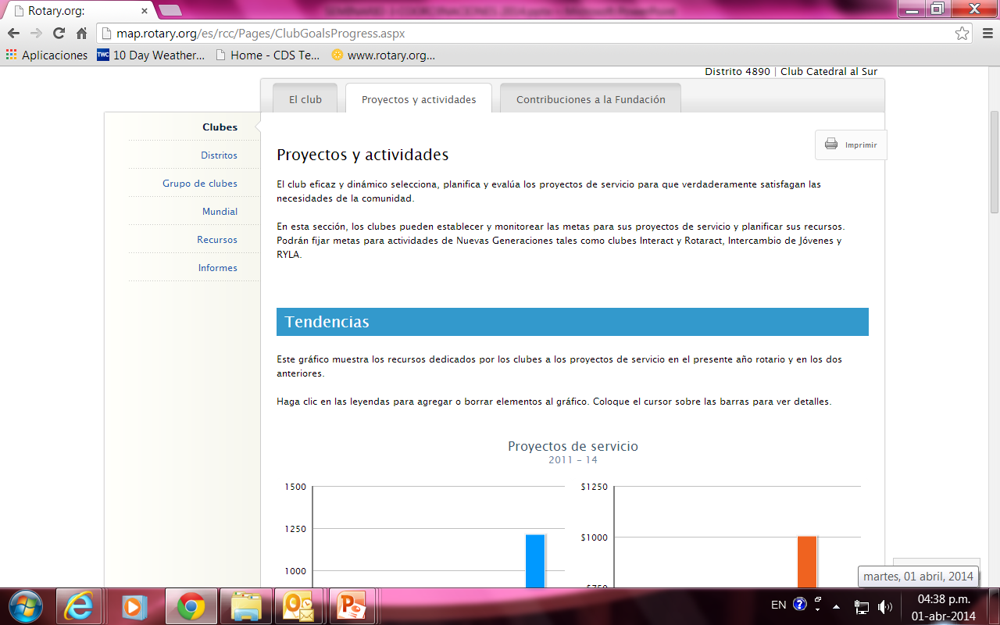 Rotary.org:
map.rotary.org/es/rcc/Pages/ClubGoalsProgress.aspx
Aplicaciones
TWC
10 Day Weather...
Home - CDS Te...
www.rotary.org...
Distrito 4890 | Club Catedral al Sur
El club
Proyectos y actividades
Contribuciones a la Fundación
Clubes
Distritos
Grupo de clubes
Mundial
Recursos
Informes
Imprimir
Proyectos y actividades
El club eficaz y dinámico selecciona, planifica y evalúa los proyectos de servicio para que verdaderamente satisfagan las
necesidades de la comunidad.
En esta sección, los clubes pueden establecer y monitorear las metas para sus proyectos de servicio y planificar sus recursos.
Podrán fijar metas para actividades de Nuevas Generaciones tales como clubes Interact y Rotaract, Intercambio de Jóvenes y
RYLA.
Tendencias
Este gráfico muestra los recursos dedicados por los clubes a los proyectos de servicio en el presente año rotario y en los dos
anteriores.
Haga clic en las leyendas para agregar o borrar elementos al gráfico. Coloque el cursor sobre las barras para ver detalles.
Proyectos de servicio
2011 – 14
1500
1250
1000
$1250
$1000
$750
martes, 01 abril, 2014
EN
04:38 p.m.
01-abr-2014